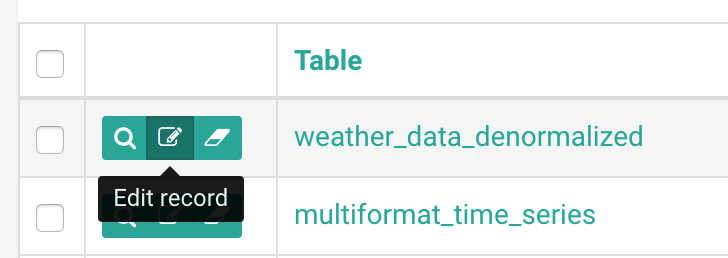 Table
weather_data_denormalized
Edit record
multiformat_time_series